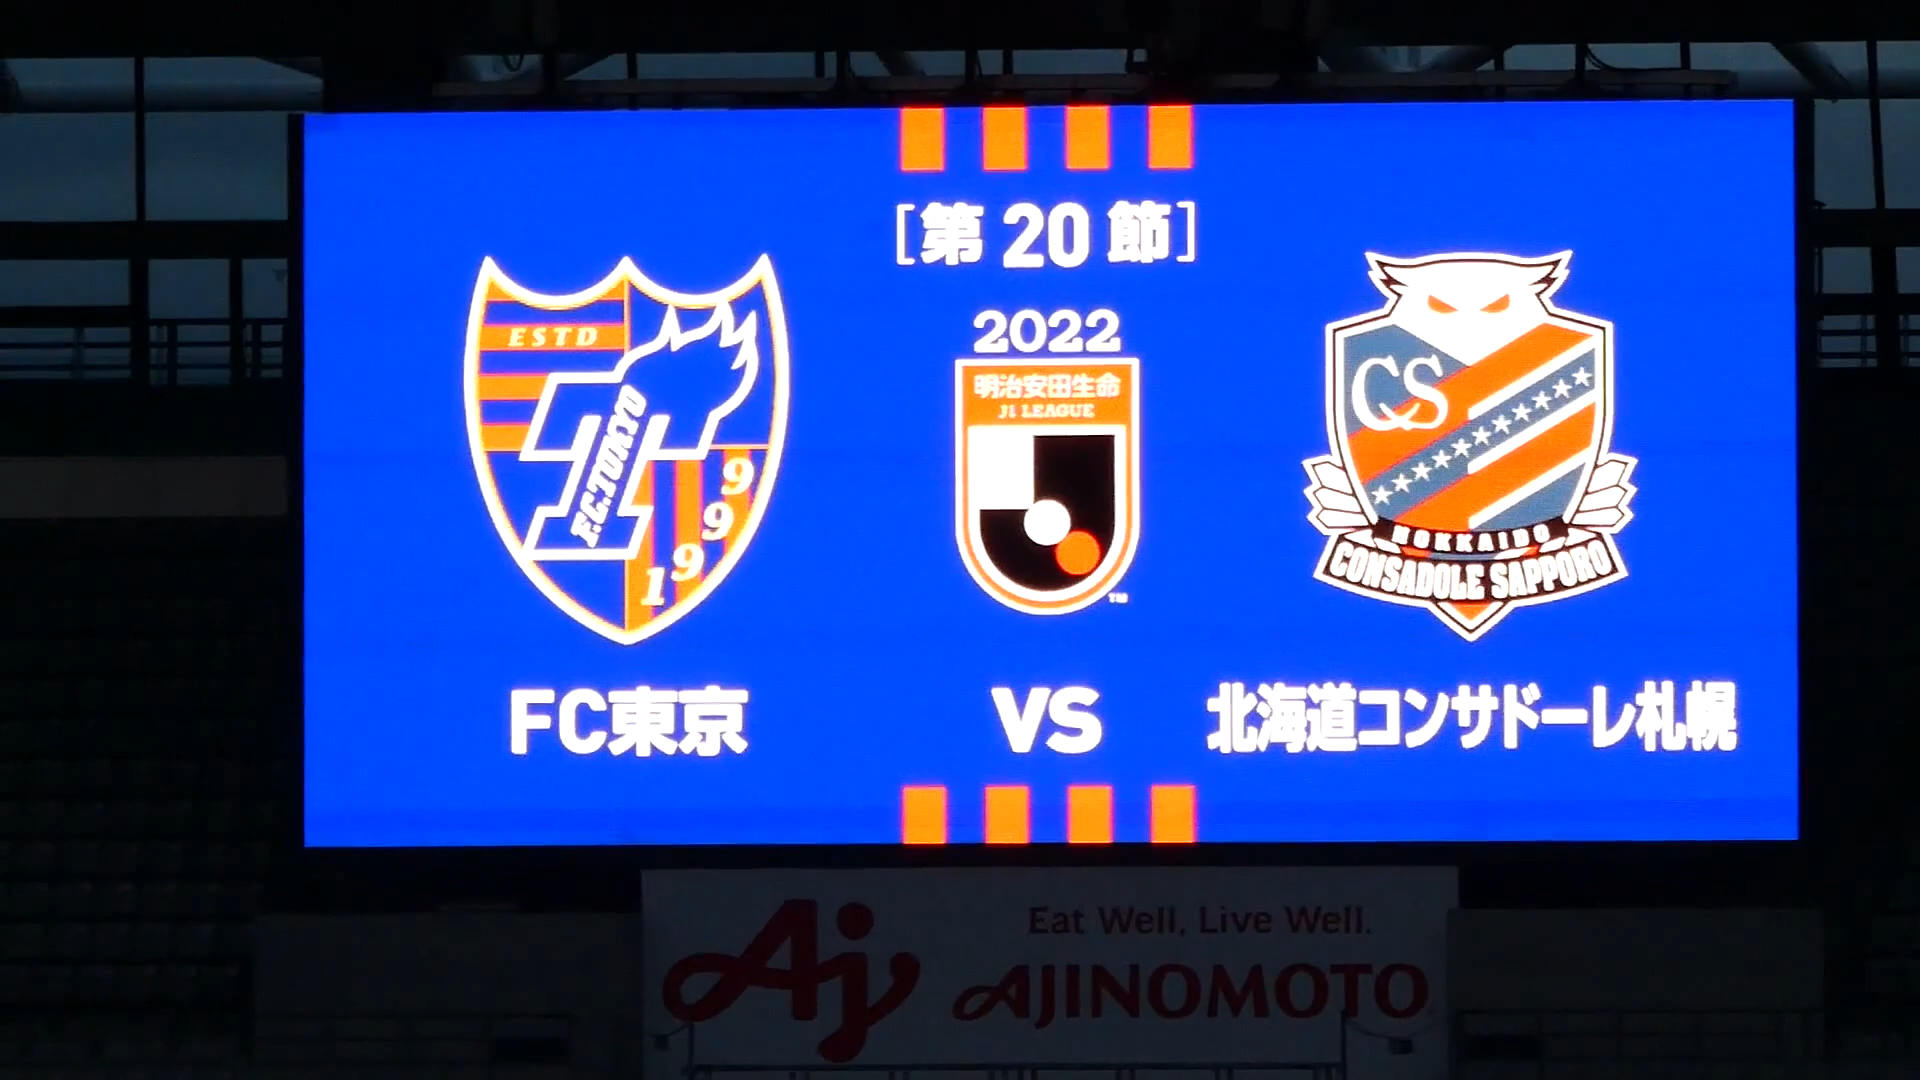 [第20節]
2022
明治安田生命
J1 LEAGUE
TM
ESTD
F.C.TOKYO
1999
CS
HOKKAIDO
CONSADOLE SAPPORO
FC東京
VS
北海道コンサドーレ札幌
Aj
Eat Well, Live Well.
AJINOMOTO